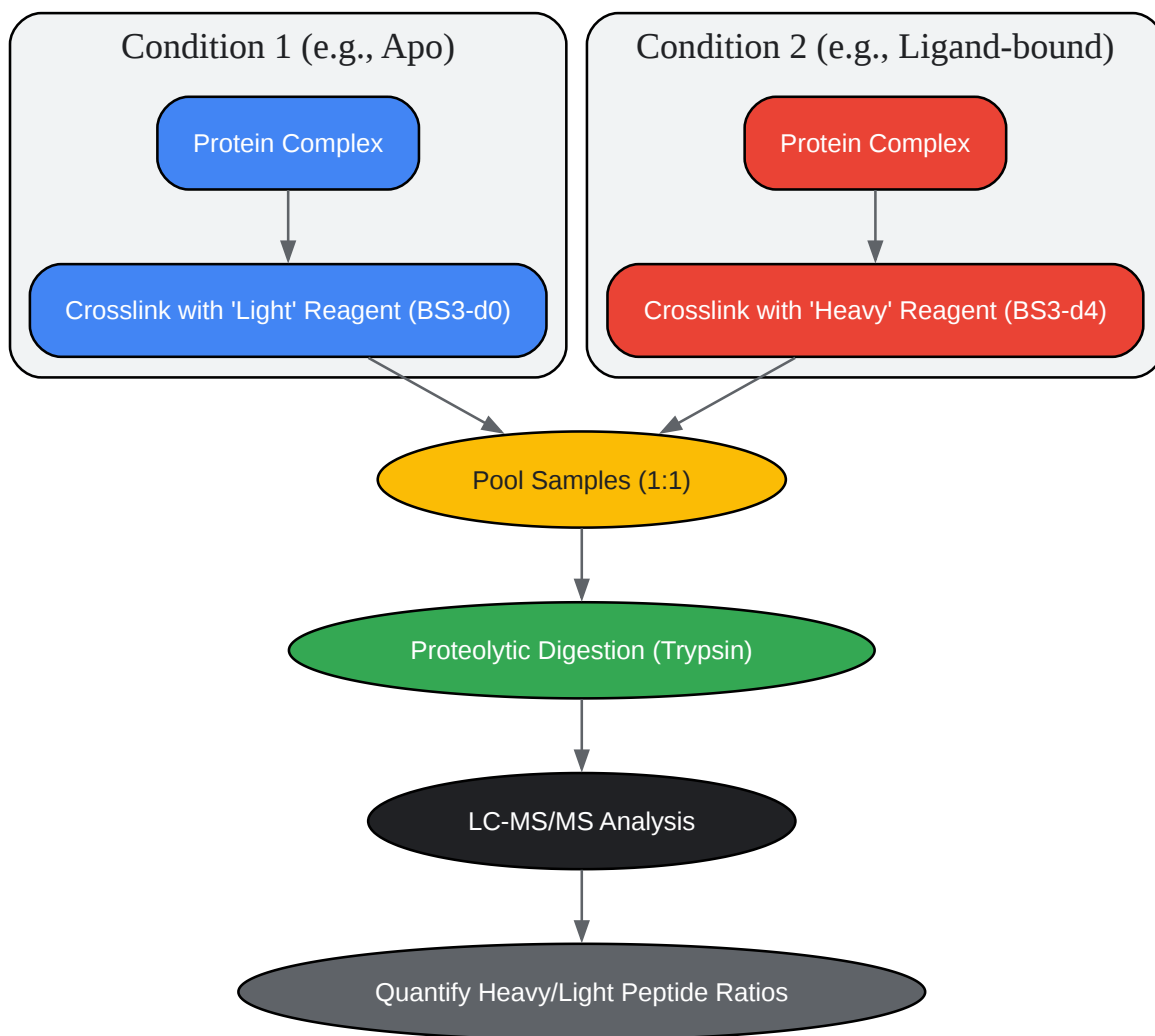 Condition 1 (e.g., Apo)
Condition 2 (e.g., Ligand-bound)
Protein Complex
Protein Complex
Crosslink with 'Light' Reagent (BS3-d0)
Crosslink with 'Heavy' Reagent (BS3-d4)
Pool Samples (1:1)
Proteolytic Digestion (Trypsin)
LC-MS/MS Analysis
Quantify Heavy/Light Peptide Ratios